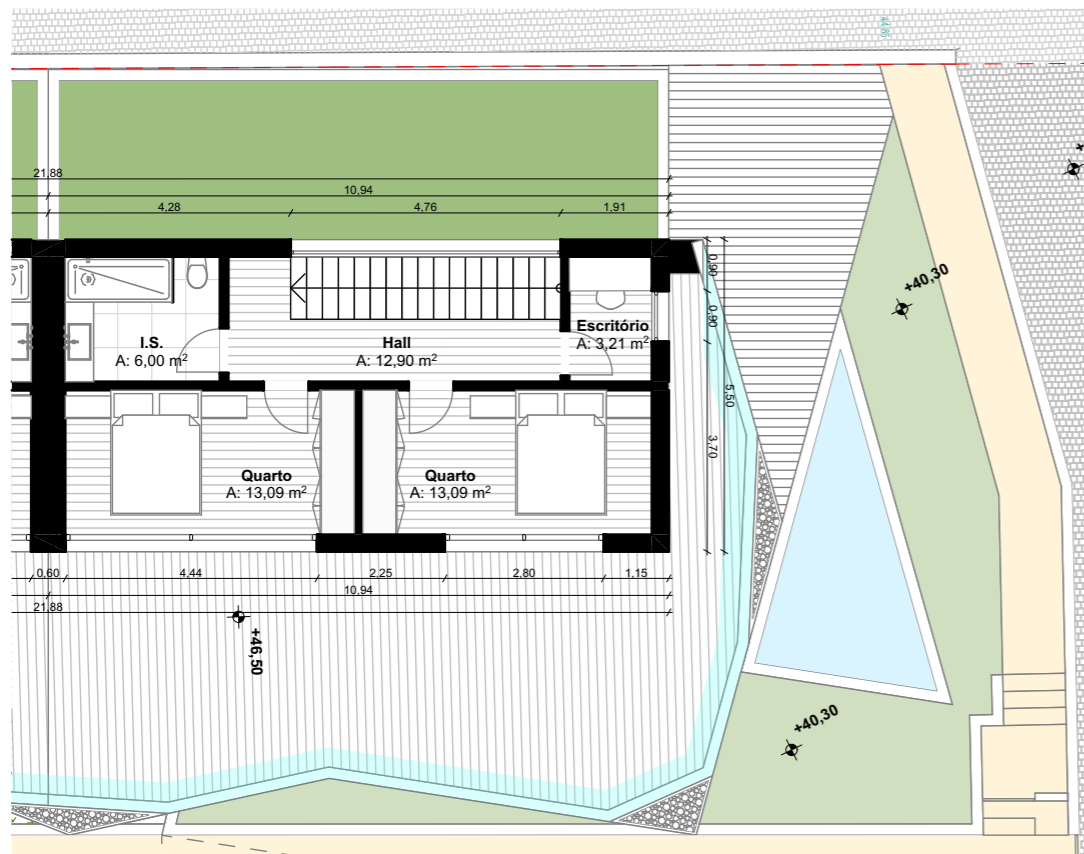 44,85
21,88
10,94
4,28
4,76
1,91
0,90
+40,30
0,90
I.S.
A: 6,00 m²
Hall
A: 12,90 m²
Escritório
A: 3,21 m²
5,50
3,70
Quarto
A: 13,09 m²
Quarto
A: 13,09 m²
0,60
4,44
2,25
2,80
1,15
10,94
21,88
+46,50
+40,30